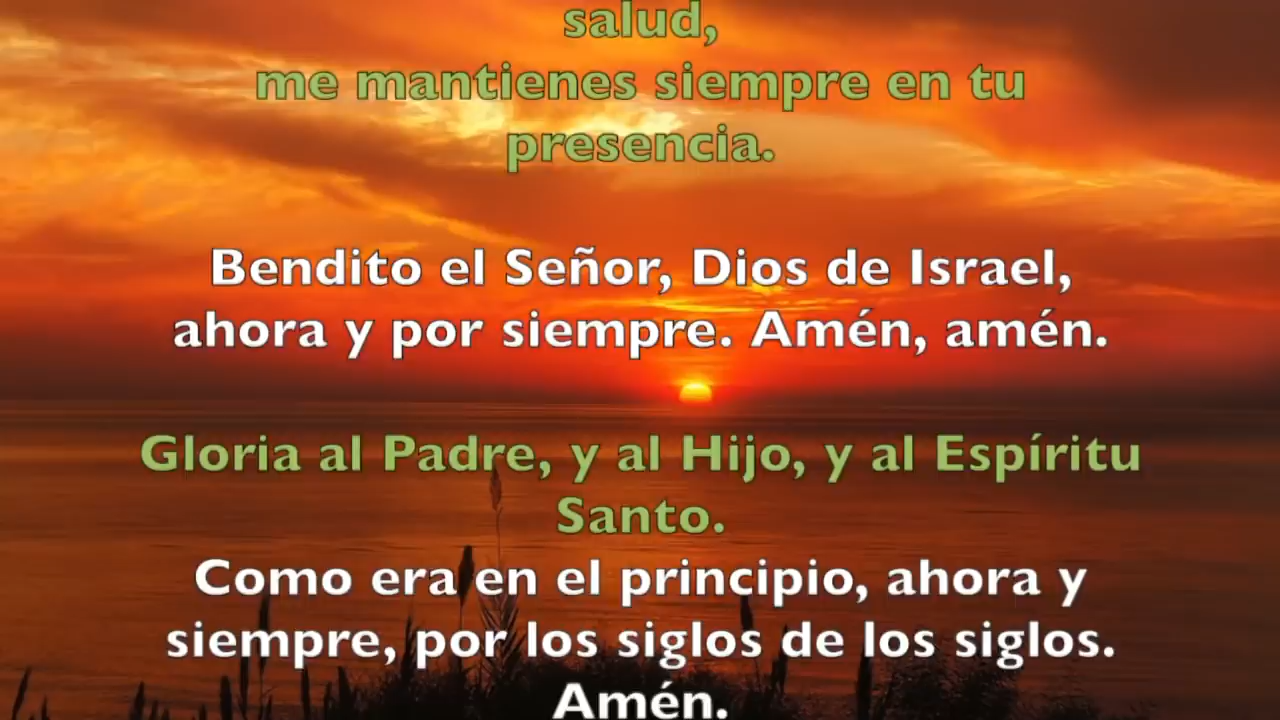 salud,
me mantienes siempre en tu
presencia.
Bendito el Señor, Dios de Israel,
ahora y por siempre. Amén, amén.
Gloria al Padre, y al Hijo, y al Espíritu
Santo.
Como era en el principio, ahora y
siempre, por los siglos de los siglos.
Amén.